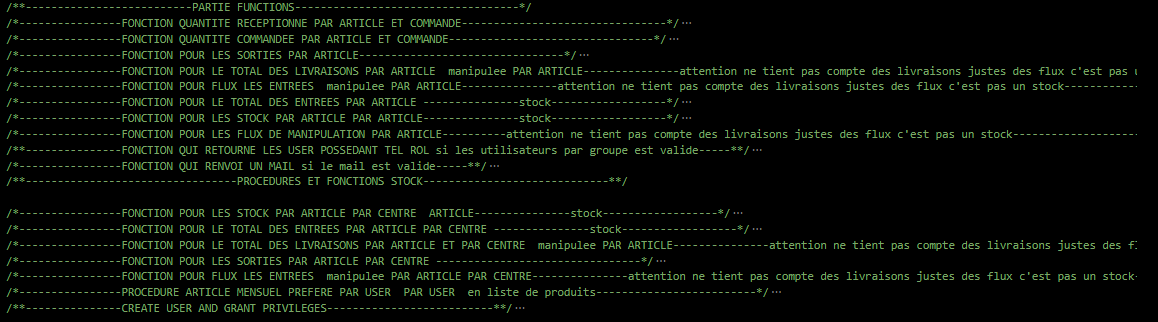 /**--------------------------PARTIE FUNCTIONS-----------------------------------*/
/*----------------FONCTION QUANTITE RECEPTIONNE PAR ARTICLE ET COMMANDE--------------------------------*/...
/*----------------FONCTION QUANTITE COMMANDEE PAR ARTICLE ET COMMANDE--------------------------------*/...
/*----------------FONCTION POUR LES SORTIES PAR ARTICLE--------------------------------*/...
/*----------------FONCTION POUR LE TOTAL DES LIVRAISONS PAR ARTICLE  manipulee PAR ARTICLE---------------attention ne tient pas compte des livraisons justes des flux c'est pas
/*----------------FONCTION POUR FLUX LES ENTREES  manipulee PAR ARTICLE---------------attention ne tient pas compte des livraisons justes des flux c'est pas un stock------------
/*----------------FONCTION POUR LE TOTAL DES ENTREES PAR ARTICLE ---------------stock------------------*/...
/*----------------FONCTION POUR LES STOCK PAR ARTICLE PAR ARTICLE---------------stock------------------*/...
/*----------------FONCTION POUR LES FLUX DE MANIPULATION PAR ARTICLE----------attention ne tient pas compte des livraisons justes des flux c'est pas un stock--------------------
/**---------------FONCTION QUI RETOURNE LES USER POSSEDANT TEL ROL si les utilisateurs par groupe est valide-----**/...
/*----------------FONCTION QUI RENVOI UN MAIL si le mail est valide-----**/...
/**---------------------------------PROCEDURES ET FONCTIONS STOCK-----------------------------**/
/*----------------FONCTION POUR LES STOCK PAR ARTICLE PAR CENTRE  ARTICLE---------------stock------------------*/...
/*----------------FONCTION POUR LE TOTAL DES ENTREES PAR ARTICLE PAR CENTRE ---------------stock------------------*/...
/*----------------FONCTION POUR LE TOTAL DES LIVRAISONS PAR ARTICLE ET PAR CENTRE  manipulee PAR ARTICLE---------------attention ne tient pas compte des livraisons justes des
/*----------------FONCTION POUR LES SORTIES PAR ARTICLE PAR CENTRE --------------------------------*/...
/*----------------FONCTION POUR FLUX LES ENTREES  manipulee PAR ARTICLE PAR CENTRE---------------attention ne tient pas compte des livraisons justes des flux c'est pas un stock-
/*----------------PROCEDURE ARTICLE MENSUEL PREFERE PAR USER  PAR USER  en liste de produits-------------------------*/...
/**---------------CREATE USER AND GRANT PRIVILEGES--------------------------**/...